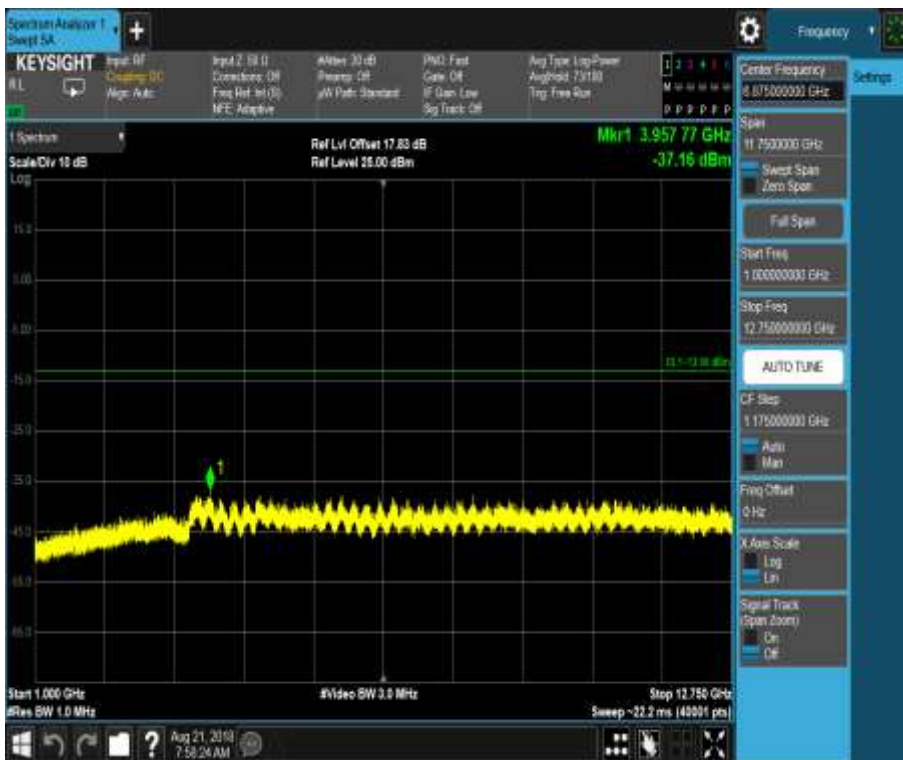 Spectrum Analyzer 1
Swept SA
+
Frequency
KEYSIGHT
Input: RF
Coupling: DC
Align: Auto
Input Z: 50 Ω
Corrections: Off
Freq Ref: Int (S)
NFE: Adaptive
#Atten: 30 dB
Preamp: Off
µW Path: Standard
PNO: Fast
Gate: Off
IF Gain: Low
Sig Track: Off
Avg Type: Log-Power
Trig: Free Run
1 2 3 4 5 6
P P P P P P
Settings
1 Spectrum
Scale/Div 10 dB
Ref Lvl Offset 17.83 dB
Ref Level 25.00 dBm
Mkr1 3.957 77 GHz
-37.16 dBm
Log
15.0
5.00
-5.00
-15.0
-25.0
-35.0
-45.0
-55.0
-65.0
1
Start 1.000 GHz
#Res BW 1.0 MHz
#Video BW 3.0 MHz
Stop 12.750 GHz
Sweep ~22.2 ms (40001 pts)
Center Frequency
6.875000000 GHz
Span
11.7500000 GHz
Swept Span
Zero Span
Full Span
Start Freq
1.000000000 GHz
Stop Freq
12.750000000 GHz
AUTO TUNE
CF Step
1.175000000 GHz
Auto
Man
Freq Offset
0 Hz
X Axis Scale
Log
Lin
Signal Track
(Span Zoom)
On
Off
?
Aug 21, 2018
7:58:24 AM